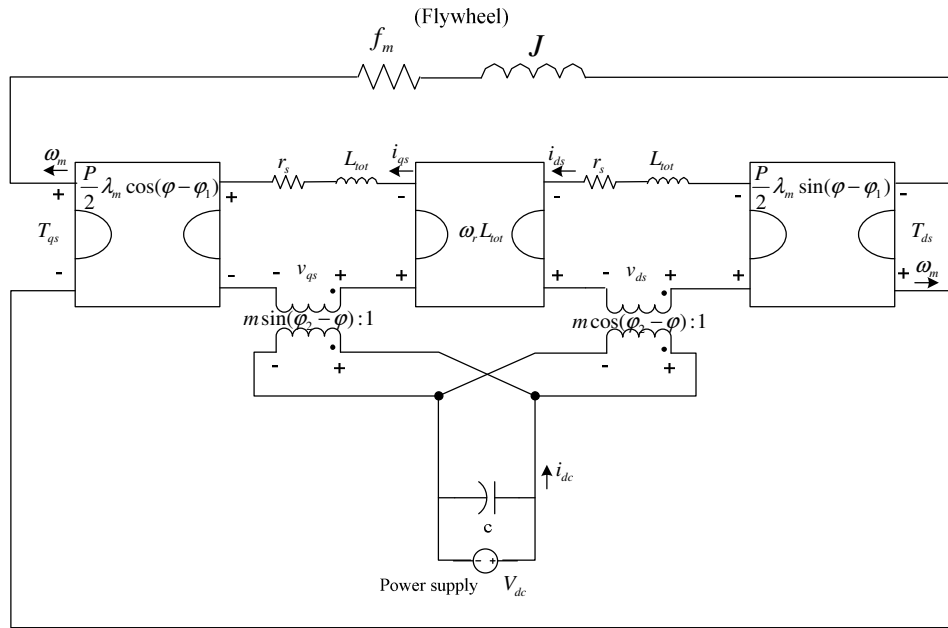 (Flywheel)
f_m
J
ω_m
i_qs
i_ds
r_s
L_tot
r_s
L_tot
+
P/2 λ_m cos(φ−φ_1)
+
-
-
P/2 λ_m sin(φ−φ_1)
-
-
T_qs
ω_r L_tot
T_ds
-
-
- v_qs +
+
+
- v_ds +
+
+ ω_m
m sin(φ_2−φ):1
m cos(φ_2−φ):1
- +
- +
i_dc
c
- +
Power supply V_dc